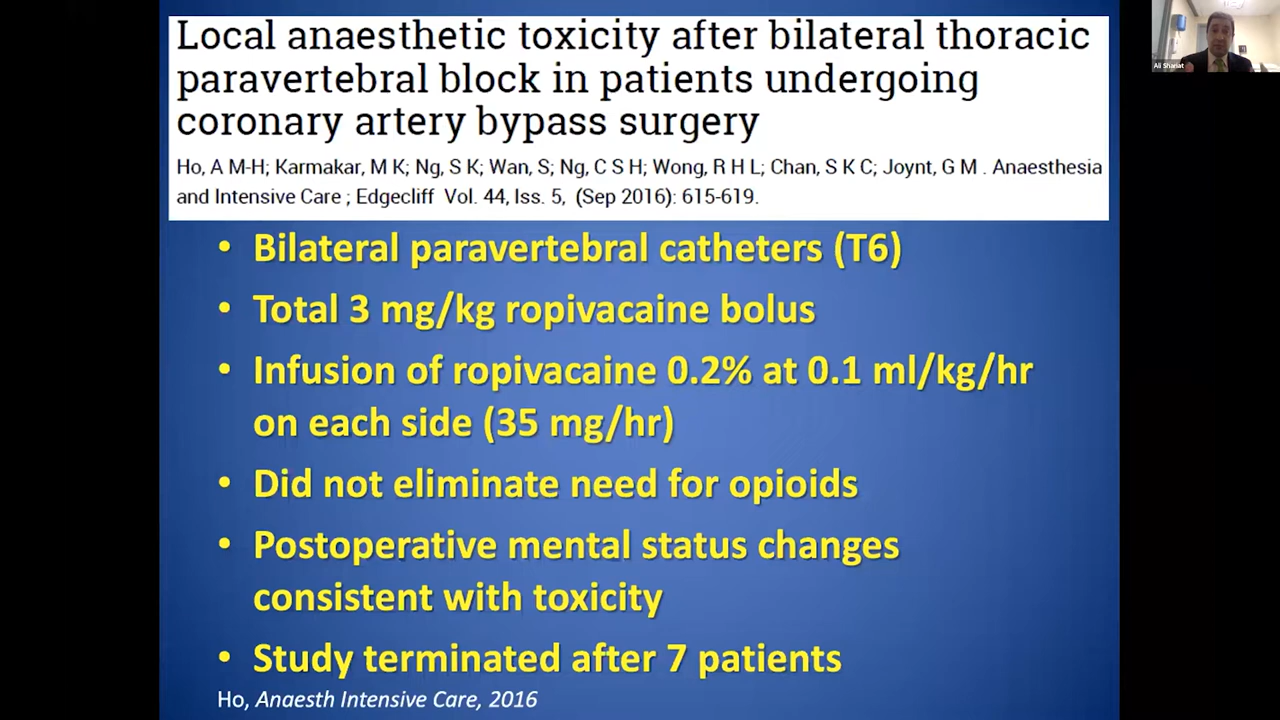 Local anaesthetic toxicity after bilateral thoracic
paravertebral block in patients undergoing
coronary artery bypass surgery
Ho, A M-H; Karmakar, M K; Ng, S K; Wan, S; Ng, C S H; Wong, R H L; Chan, S K C; Joynt, G M . Anaesthesia
and Intensive Care ; Edgecliff Vol. 44, Iss. 5, (Sep 2016): 615-619.
• Bilateral paravertebral catheters (T6)
• Total 3 mg/kg ropivacaine bolus
• Infusion of ropivacaine 0.2% at 0.1 ml/kg/hr
on each side (35 mg/hr)
• Did not eliminate need for opioids
• Postoperative mental status changes
consistent with toxicity
• Study terminated after 7 patients
Ho, Anaesth Intensive Care, 2016
Ali Shariat